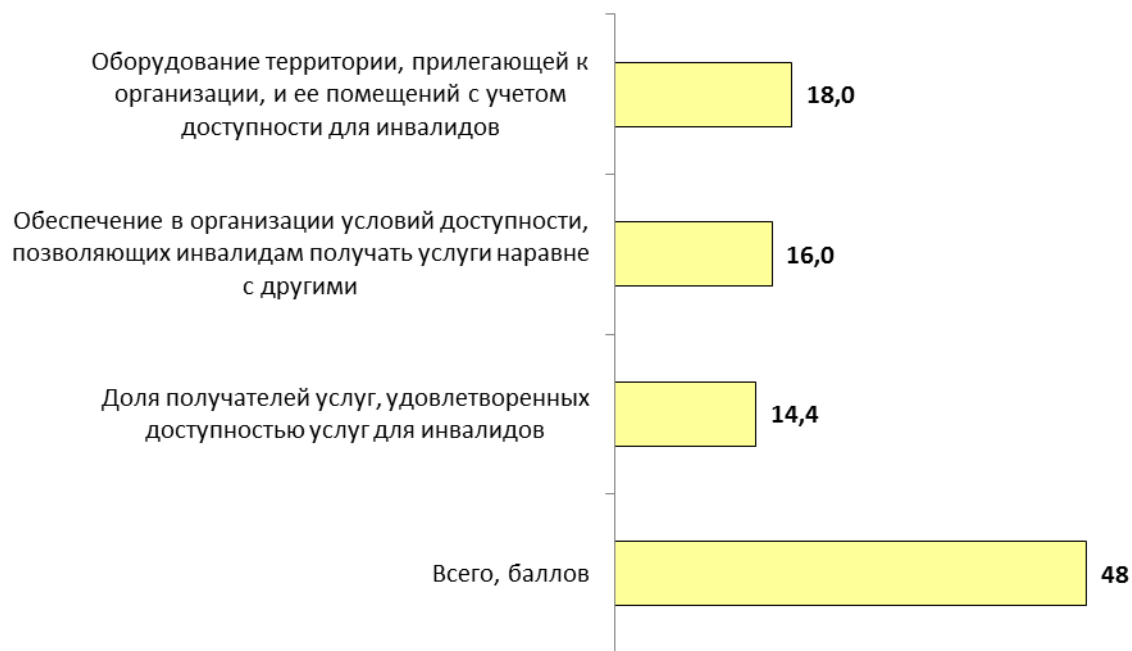 Оборудование территории, прилегающей к
организации, и ее помещений с учетом
доступности для инвалидов
18,0
Обеспечение в организации условий доступности,
позволяющих инвалидам получать услуги наравне
с другими
16,0
Доля получателей услуг, удовлетворенных
доступностью услуг для инвалидов
14,4
Всего, баллов
48